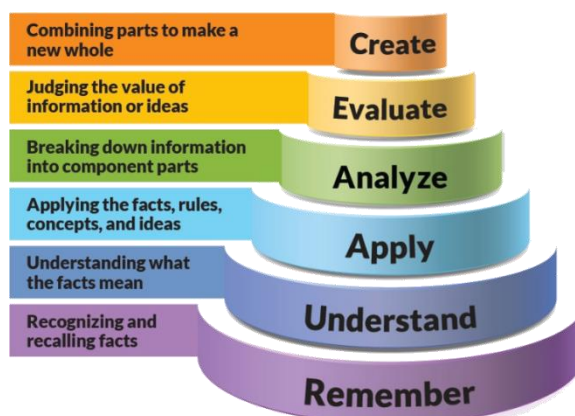 Combining parts to make a
new whole
Create
Judging the value of
information or ideas
Evaluate
Breaking down information
into component parts
Analyze
Applying the facts, rules,
concepts, and ideas
Apply
Understanding what
the facts mean
Understand
Recognizing and
recalling facts
Remember